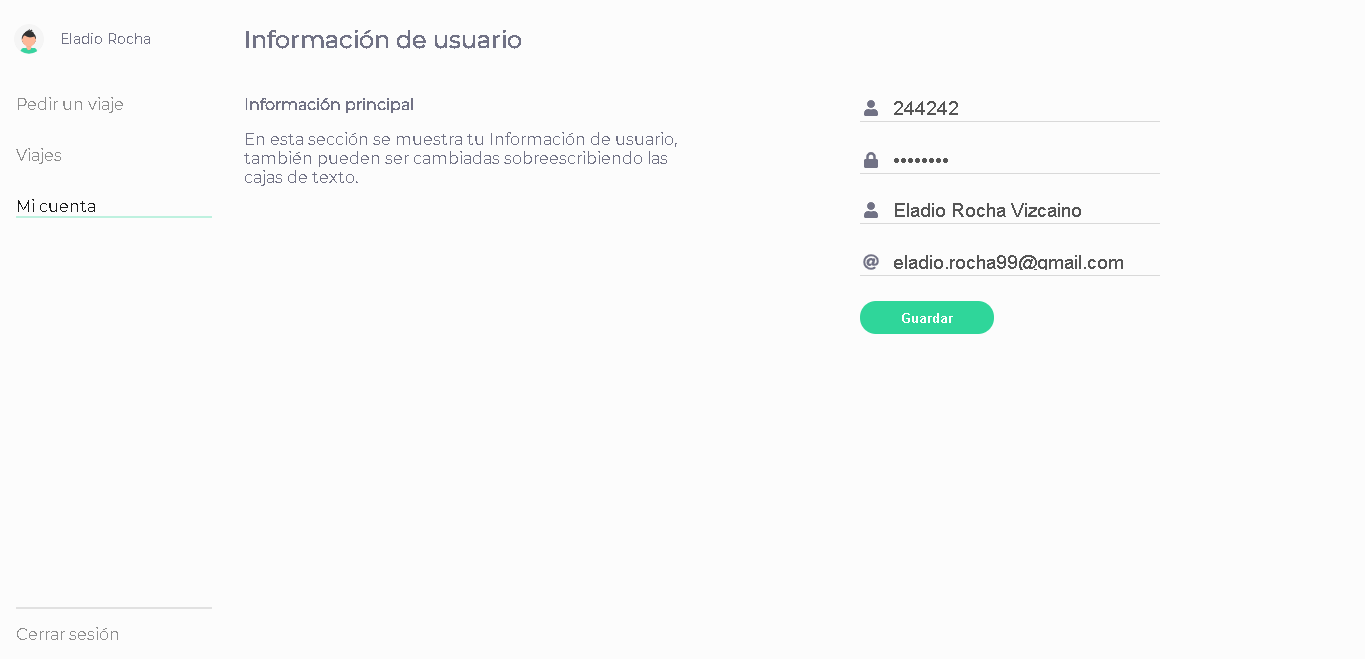 Eladio Rocha
Pedir un viaje
Viajes
Mi cuenta
Cerrar sesión
Información de usuario
Información principal
En esta sección se muestra tu Información de usuario,
también pueden ser cambiadas sobreescribiendo las
cajas de texto.
244242
••••••••
Eladio Rocha Vizcaino
@ eladio.rocha99@gmail.com
Guardar